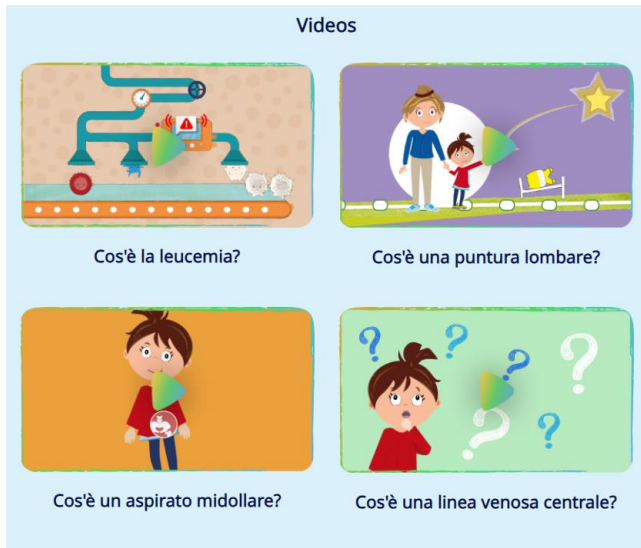 Videos
Cos'è la leucemia?
Cos'è una puntura lombare?
Cos'è un aspirato midollare?
Cos'è una linea venosa centrale?